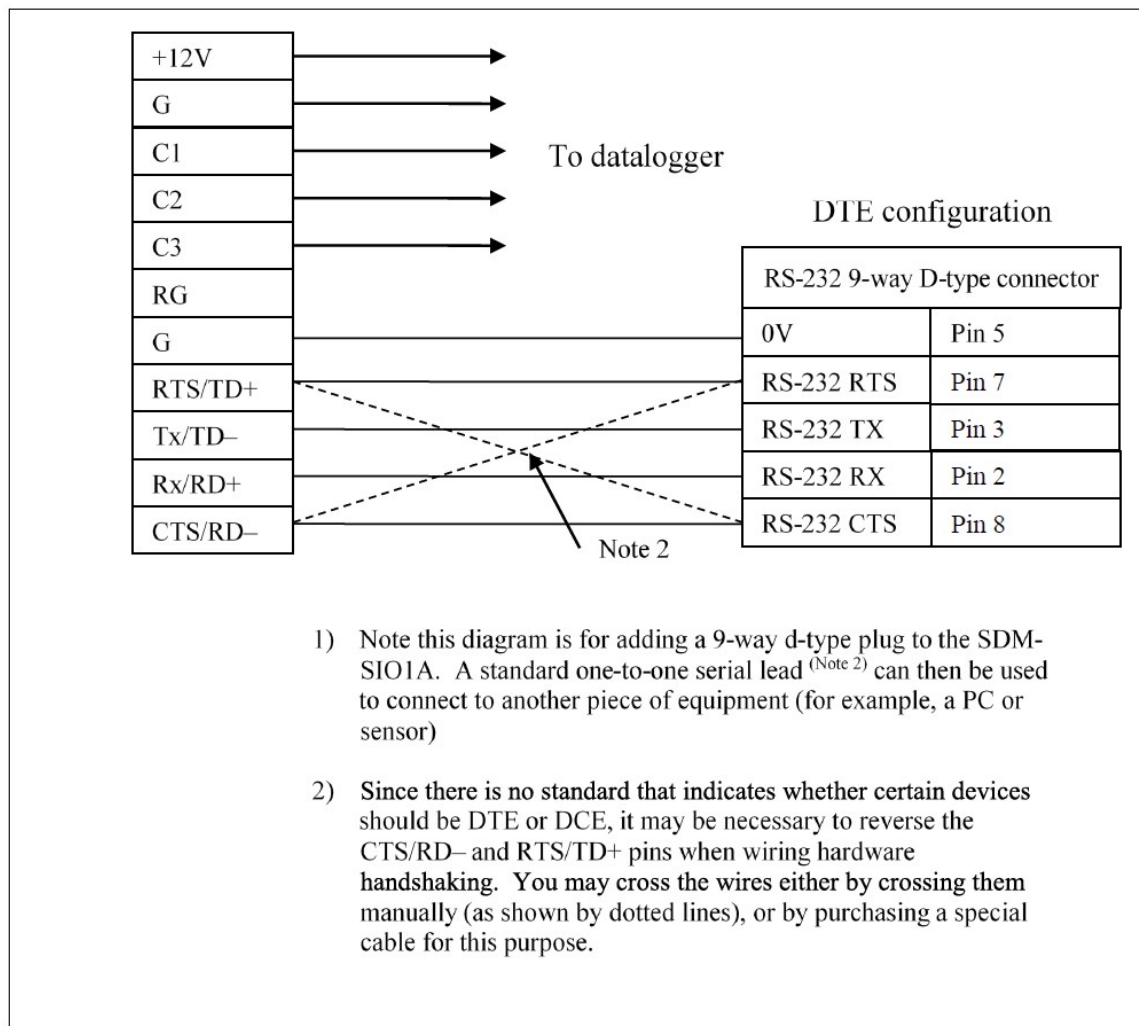 +12V
G
C1
C2
C3
RG
G
RTS/TD+
Tx/TD–
Rx/RD+
CTS/RD–
To datalogger
DTE configuration
RS-232 9-way D-type connector
0V Pin 5
RS-232 RTS Pin 7
RS-232 TX Pin 3
RS-232 RX Pin 2
RS-232 CTS Pin 8
Note 2
1) Note this diagram is for adding a 9-way d-type plug to the SDM-
SIO1A. A standard one-to-one serial lead (Note 2) can then be used
to connect to another piece of equipment (for example, a PC or
sensor)
2) Since there is no standard that indicates whether certain devices
should be DTE or DCE, it may be necessary to reverse the
CTS/RD– and RTS/TD+ pins when wiring hardware
handshaking. You may cross the wires either by crossing them
manually (as shown by dotted lines), or by purchasing a special
cable for this purpose.